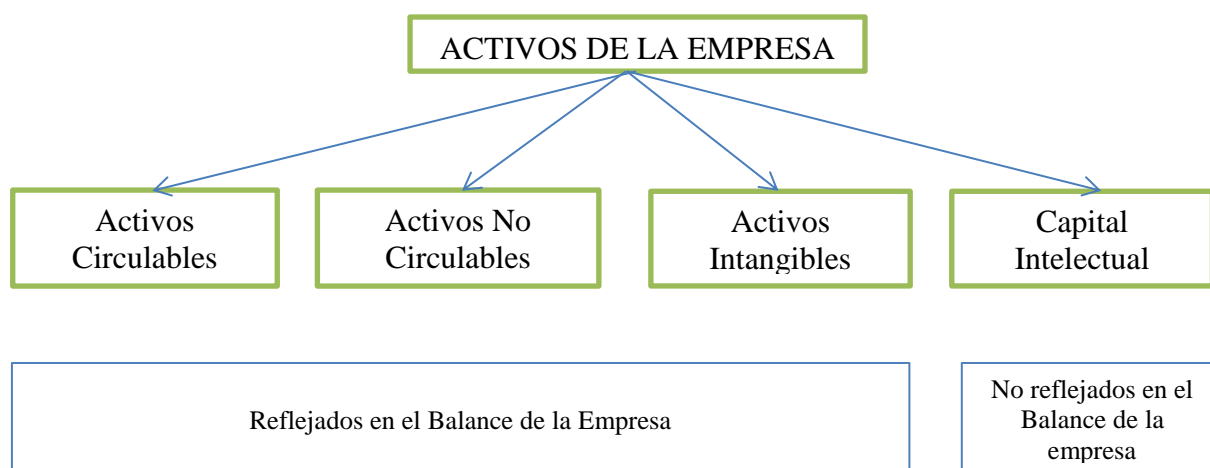 ACTIVOS DE LA EMPRESA
Activos
Circulables
Activos No
Circulables
Activos
Intangibles
Capital
Intelectual
Reflejados en el Balance de la Empresa
No reflejados en el
Balance de la
empresa